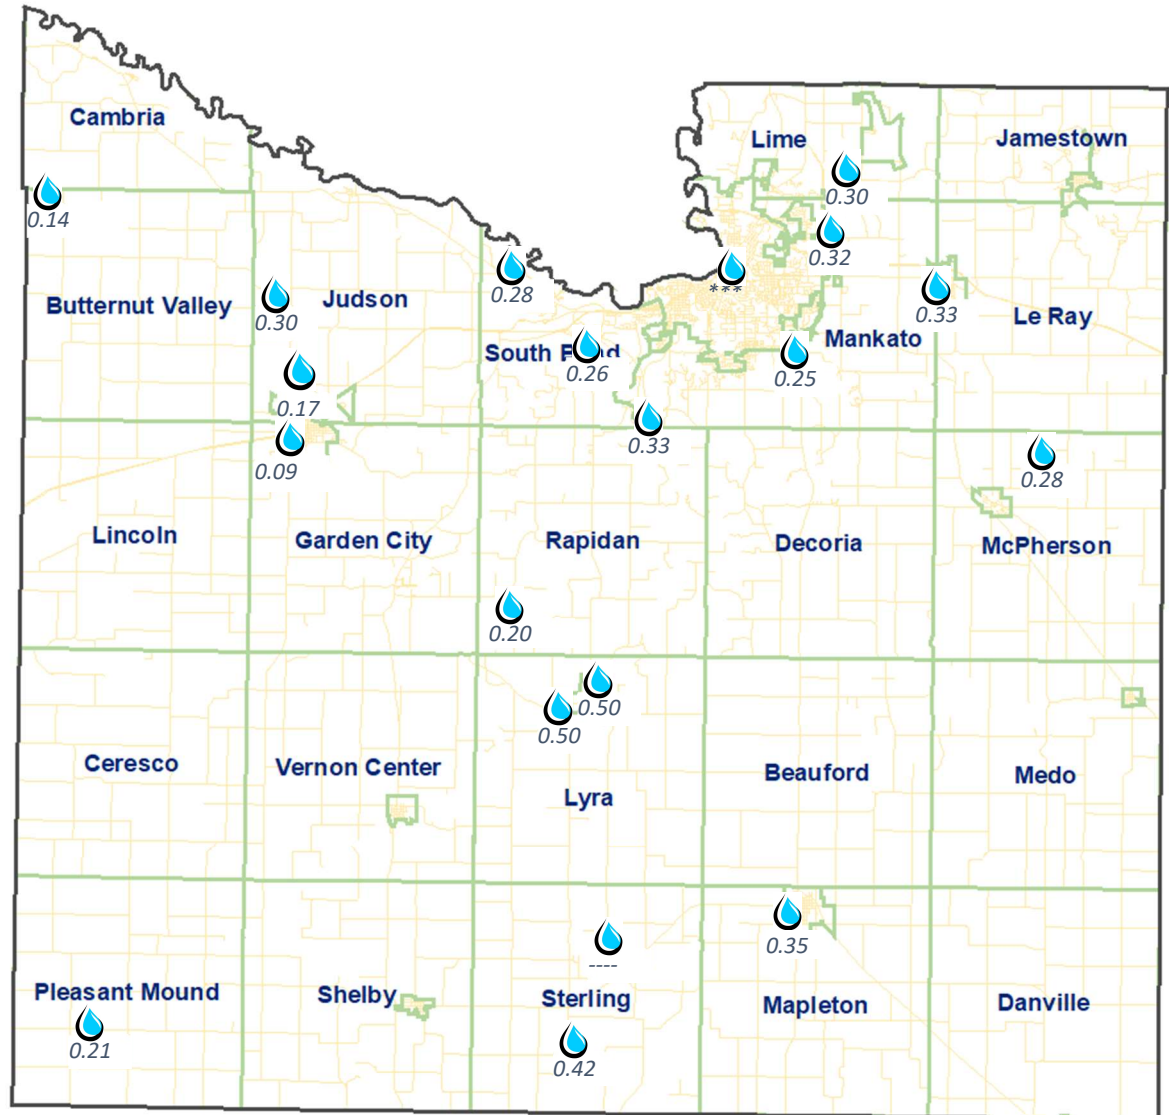 Cambria
Lime
Jamestown
0.14
0.30
0.32
Butternut Valley
Judson
0.28
***
0.33
Le Ray
0.30
South
0.26
Mankato
0.25
0.17
0.33
0.09
0.28
Lincoln
Garden City
Rapidan
Decoria
McPherson
0.20
0.50
0.50
Ceresco
Vernon Center
Lyra
Beauford
Medo
0.35
----
Pleasant Mound
Shelby
Sterling
Mapleton
Danville
0.21
0.42